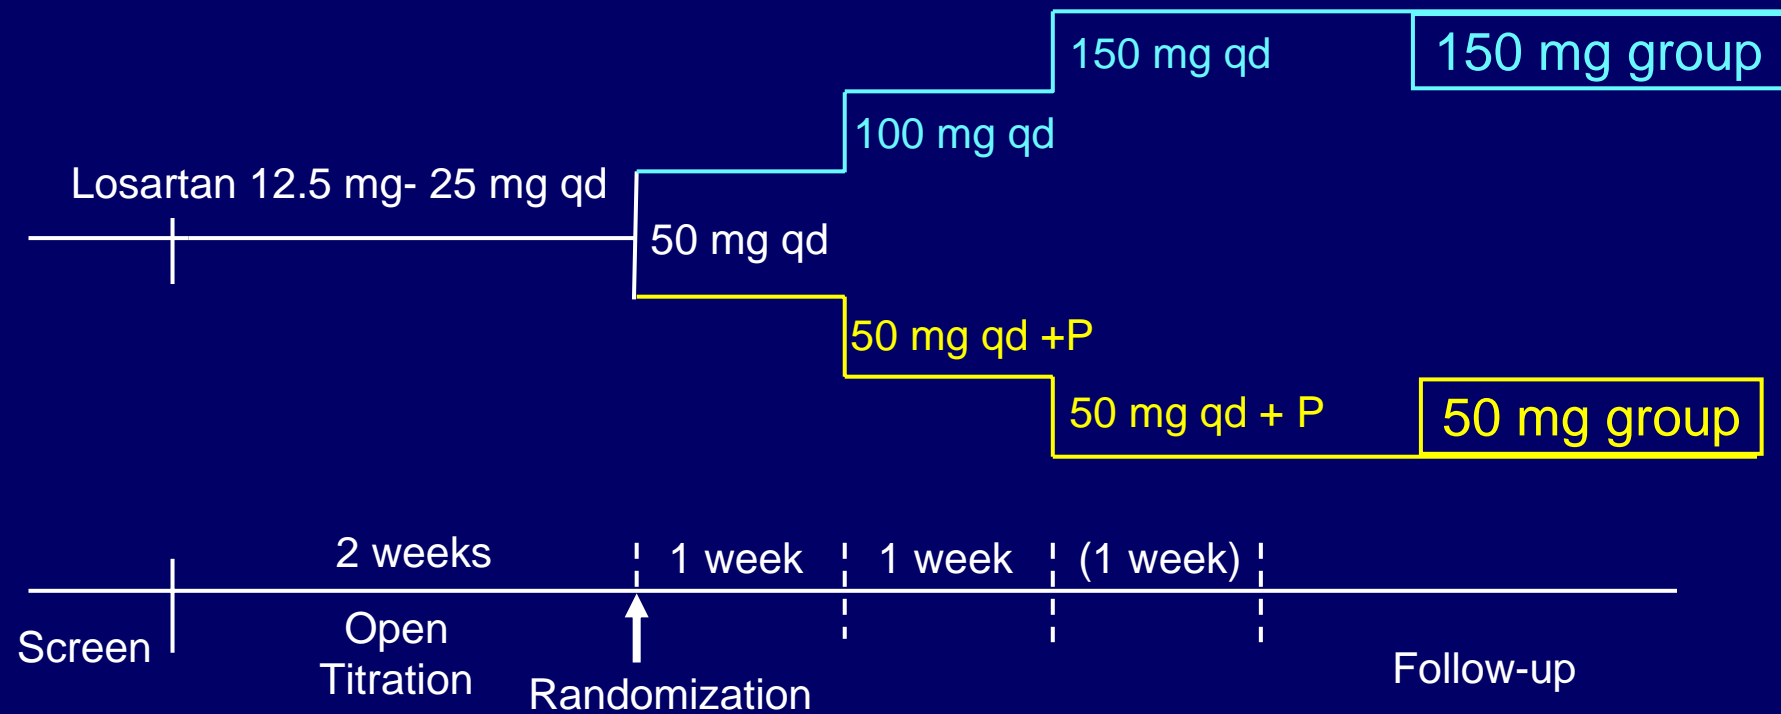 150 mg qd
150 mg group
100 mg qd
Losartan 12.5 mg- 25 mg qd
50 mg qd
50 mg qd +P
50 mg qd + P
50 mg group
2 weeks
1 week
1 week
(1 week)
Screen
Open
Titration
Randomization
Follow-up